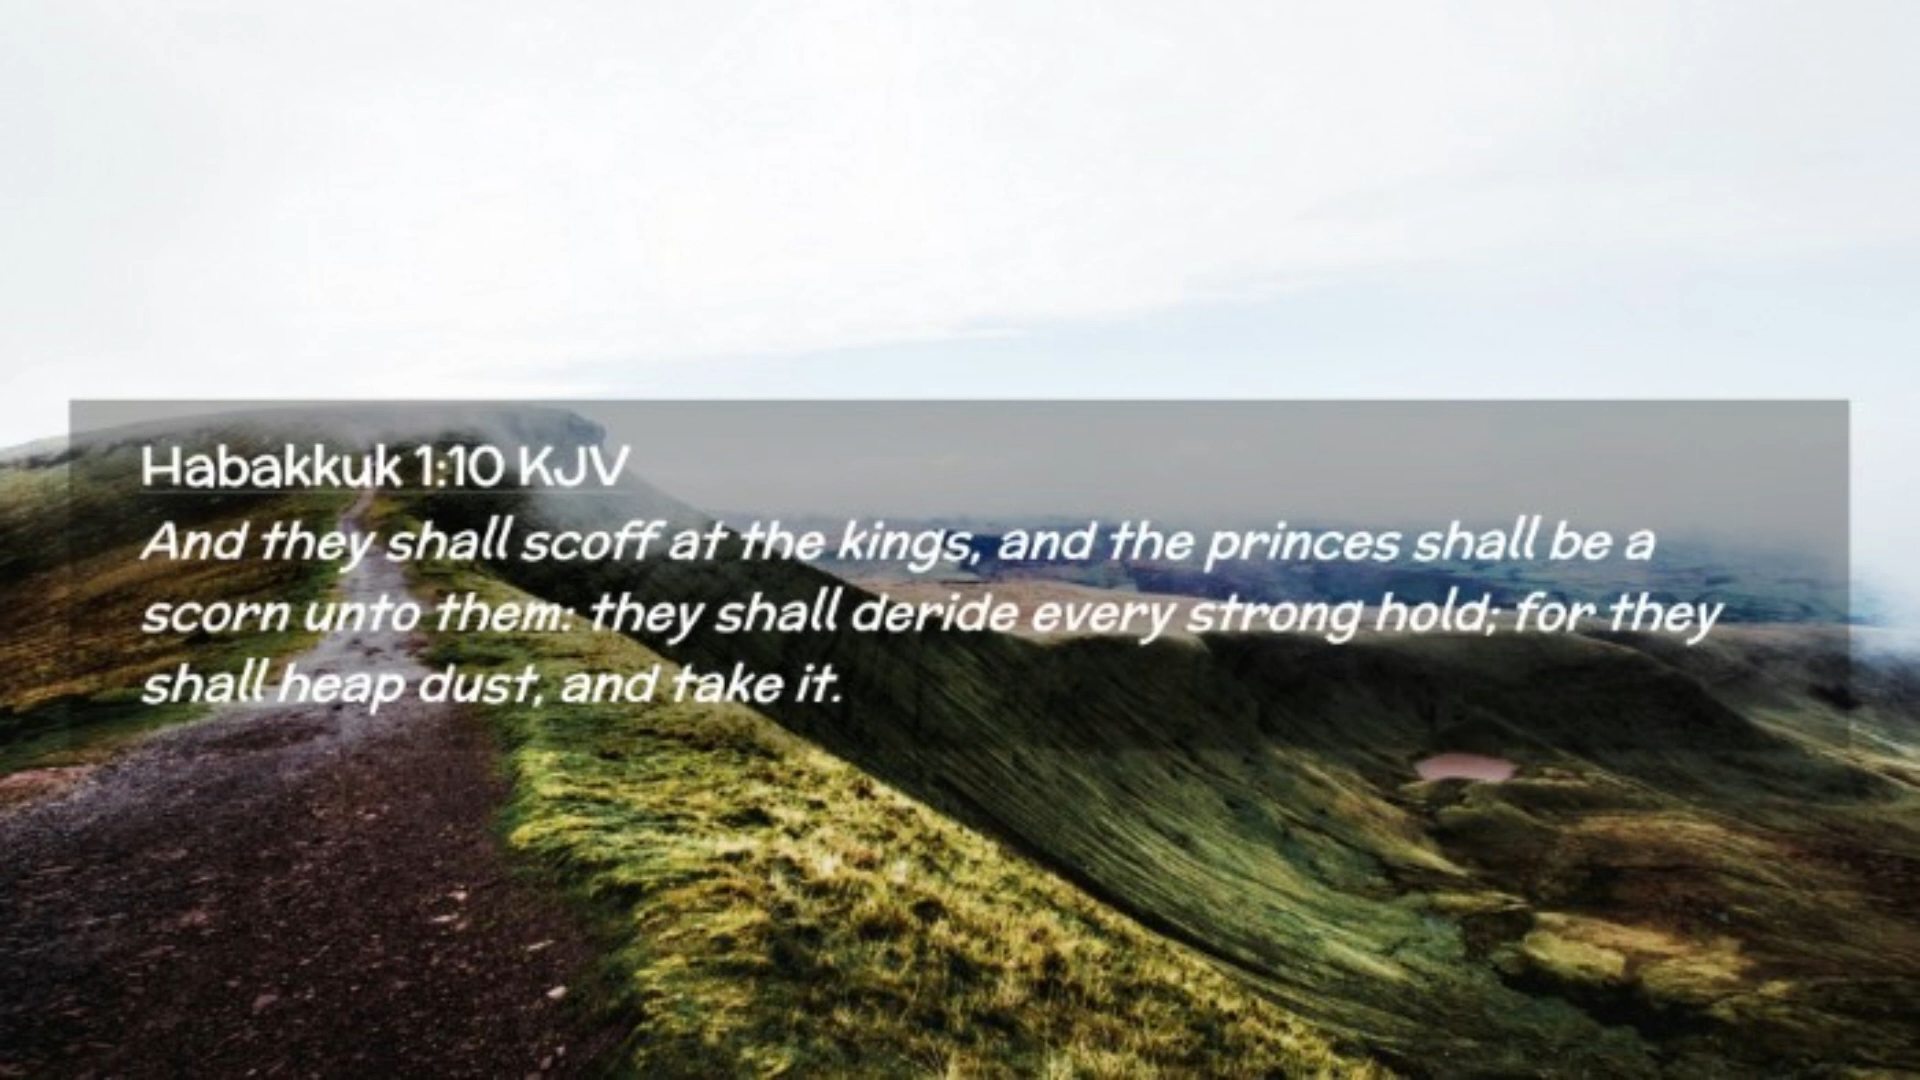 Habakkuk 1:10 KJV
And they shall scoff at the kings, and the princes shall be a
scorn unto them: they shall deride every strong hold; for they
shall heap dust, and take it.